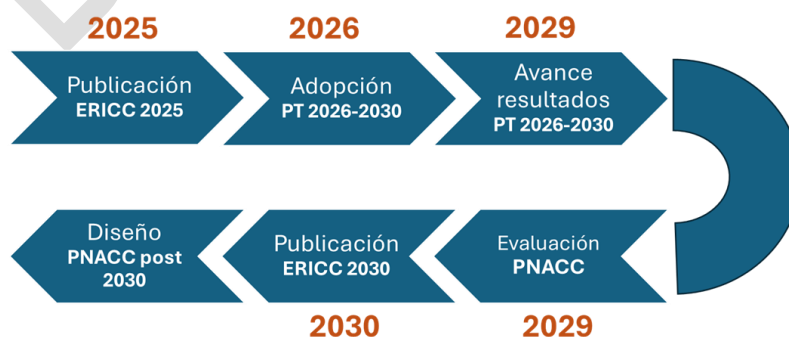 2025
2026
2029
Publicación
ERICC 2025
Adopción
PT 2026-2030
Avance
resultados
PT 2026-2030
Evaluación
PNACC
Publicación
ERICC 2030
Diseño
PNACC post
2030
2029
2030